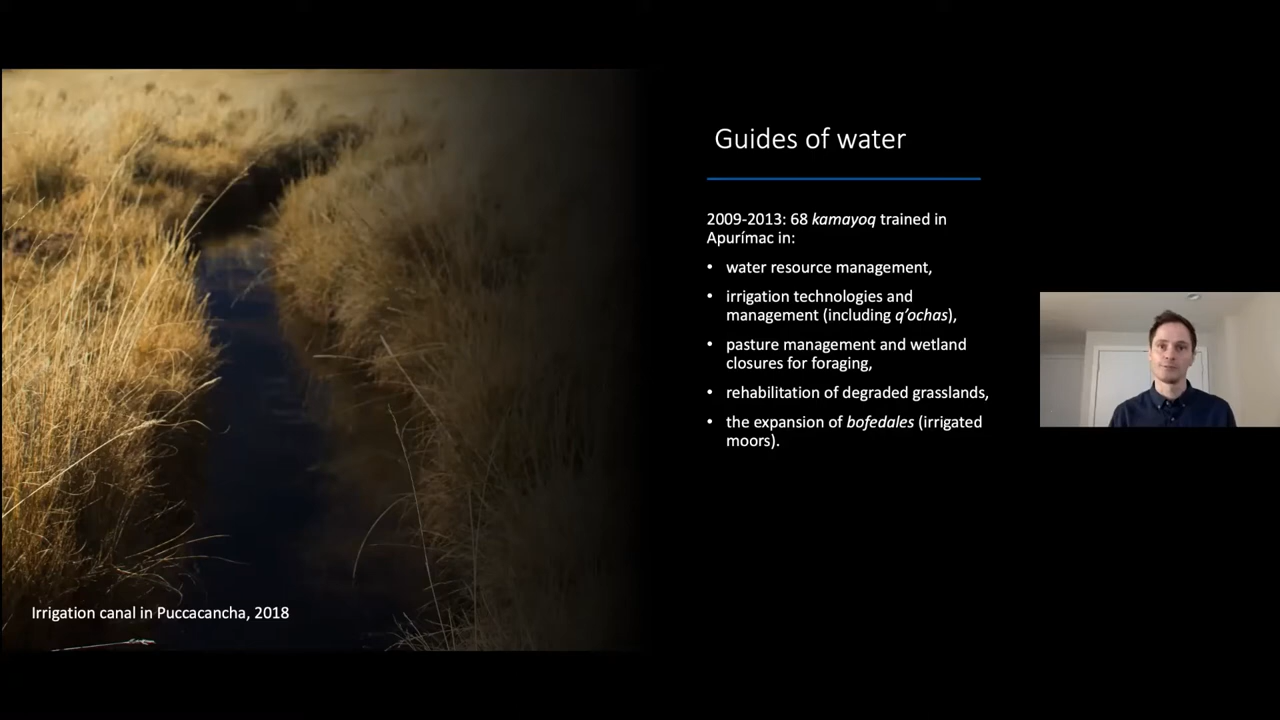 Guides of water
2009-2013: 68 kamayoq trained in
Apurímac in:
• water resource management,
• irrigation technologies and
management (including q’ochas),
• pasture management and wetland
closures for foraging,
• rehabilitation of degraded grasslands,
• the expansion of bofedales (irrigated
moors).
Irrigation canal in Puccacancha, 2018